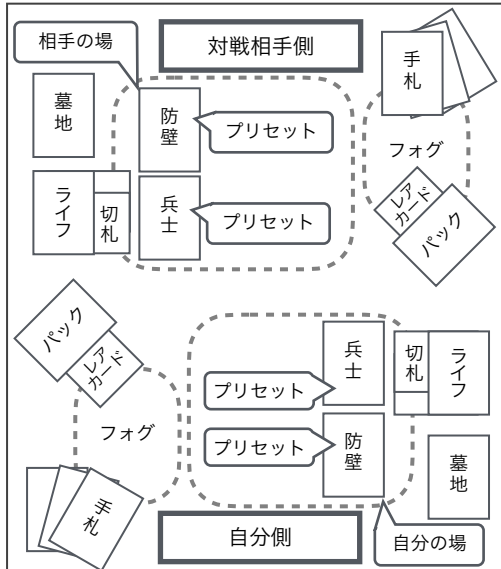 相手の場
対戦相手側
手札
墓地
防壁
プリセット
フォグ
ライフ
切札
兵士
プリセット
レア
カード
パック
パック
レア
カード
兵士
切札
ライフ
プリセット
フォグ
プリセット
防壁
墓地
手札
自分側
自分の場